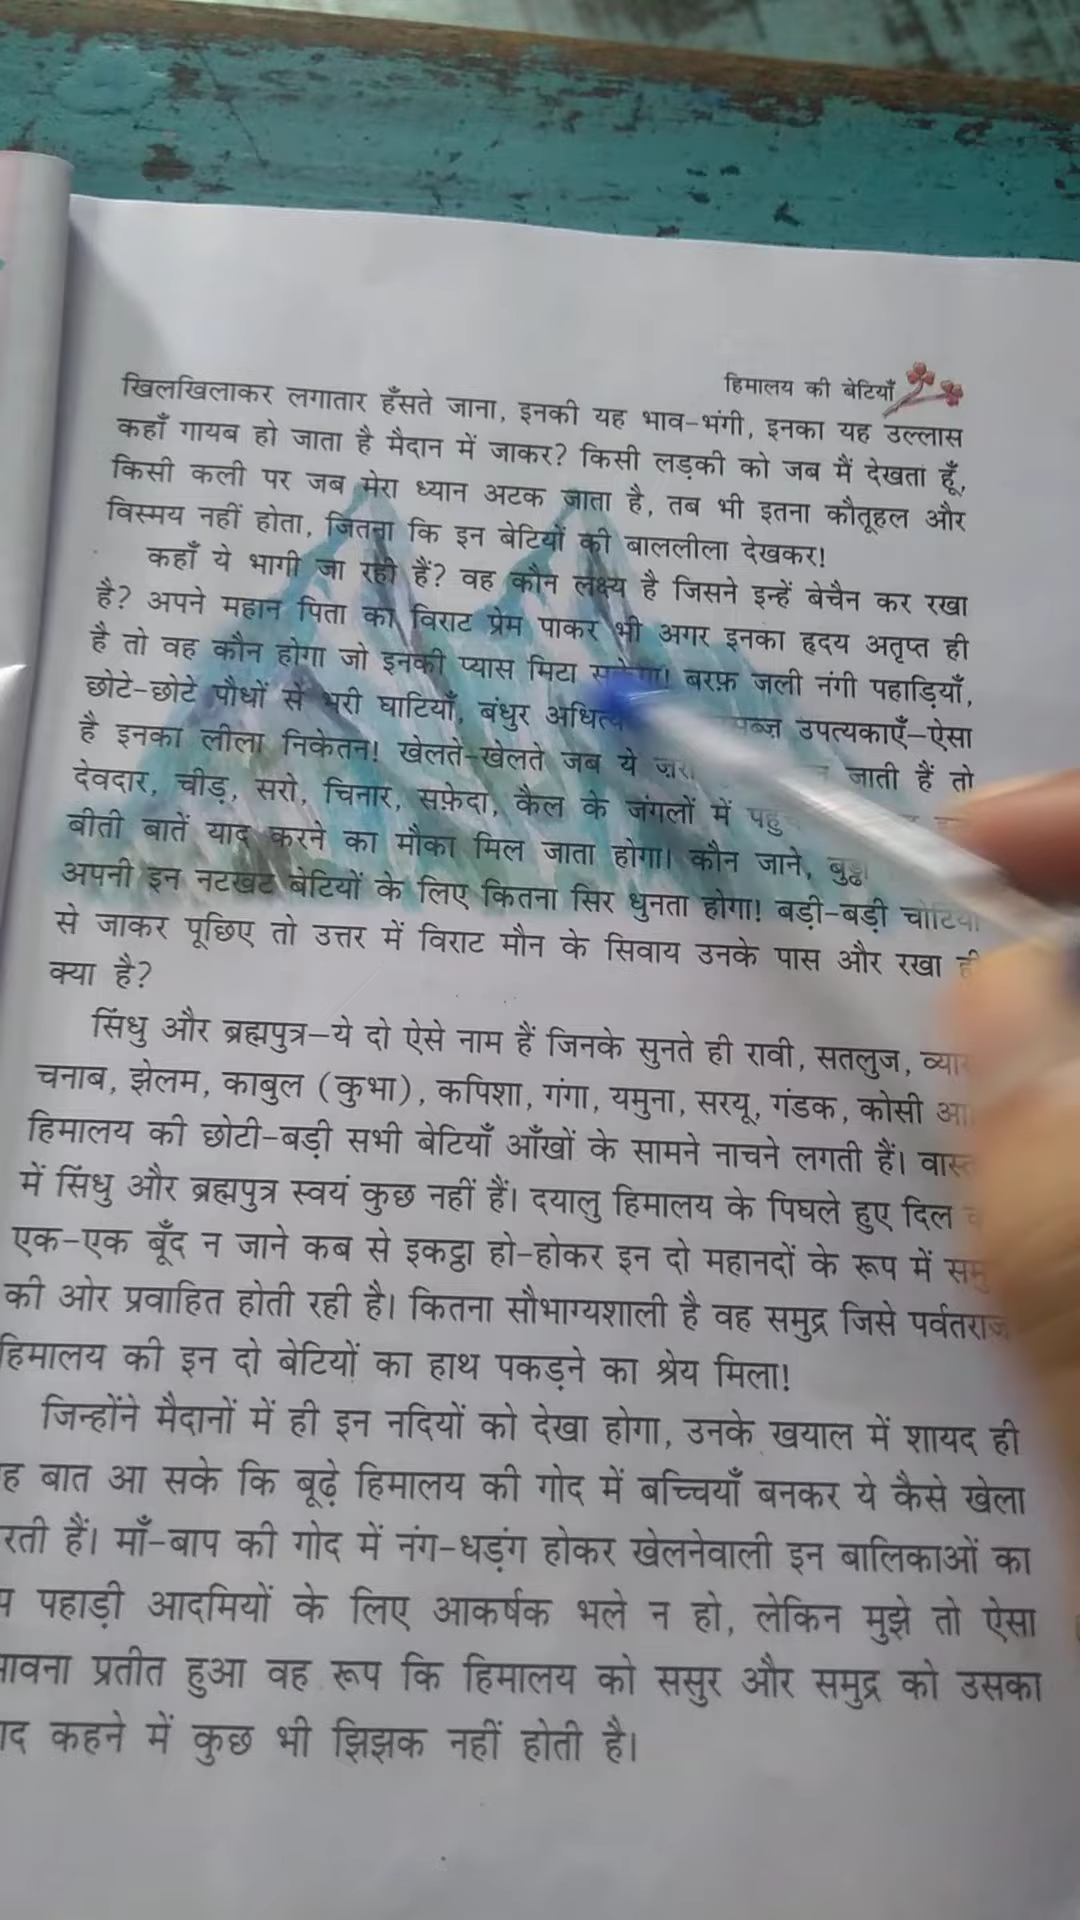 हिमालय की बेटियाँ
खिलखिलाकर लगातार हँसते जाना, इनकी यह भाव-भंगी, इनका यह उल्लास
कहाँ गायब हो जाता है मैदान में जाकर? किसी लड़की को जब मैं देखता हूँ,
किसी कली पर जब मेरा ध्यान अटक जाता है, तब भी इतना कौतूहल और
विस्मय नहीं होता, जितना कि इन बेटियों की बाललीला देखकर!
कहाँ ये भागी जा रही हैं? वह कौन लक्ष्य है जिसने इन्हें बेचैन कर रखा
है? अपने महान पिता का विराट प्रेम पाकर भी अगर इनका हृदय अतृप्त ही
है तो वह कौन होगा जो इनकी प्यास मिटा सकेगा! बरफ़ जली नंगी पहाड़ियाँ,
छोटे-छोटे पौधों से भरी घाटियाँ, बंधुर उपत्यकाएँ-ऐसा
है इनका लीला निकेतन! खेलते-खेलते जब ये जाती हैं तो
देवदार, चीड़, सरो, चिनार, सफ़ेदा, कैल के जंगलों में
बीती बातें याद करने का मौका मिल जाता होगा। कौन जाने,
अपनी इन नटखट बेटियों के लिए कितना सिर धुनता होगा! बड़ी-बड़ी चोटियों
से जाकर पूछिए तो उत्तर में विराट मौन के सिवाय उनके पास और रखा ही
क्या है?
सिंधु और ब्रह्मपुत्र-ये दो ऐसे नाम हैं जिनके सुनते ही रावी, सतलुज,
चनाब, झेलम, काबुल (कुभा), कपिशा, गंगा, यमुना, सरयू, गंडक, कोसी
हिमालय की छोटी-बड़ी सभी बेटियाँ आँखों के सामने नाचने लगती हैं।
में सिंधु और ब्रह्मपुत्र स्वयं कुछ नहीं हैं। दयालु हिमालय के पिघले हुए दिल
एक-एक बूँद न जाने कब से इकट्ठा हो-होकर इन दो महानदों के रूप में
की ओर प्रवाहित होती रही है। कितना सौभाग्यशाली है वह समुद्र जिसे पर्वतराज
हिमालय की इन दो बेटियों का हाथ पकड़ने का श्रेय मिला!
जिन्होंने मैदानों में ही इन नदियों को देखा होगा, उनके खयाल में शायद ही
बात आ सके कि बूढ़े हिमालय की गोद में बच्चियाँ बनकर ये कैसे खेला
हैं। माँ-बाप की गोद में नंग-धड़ंग होकर खेलनेवाली इन बालिकाओं का
पहाड़ी आदमियों के लिए आकर्षक भले न हो, लेकिन मुझे तो ऐसा
प्रतीत हुआ वह रूप कि हिमालय को ससुर और समुद्र को उसका
कहने में कुछ भी झिझक नहीं होती है।